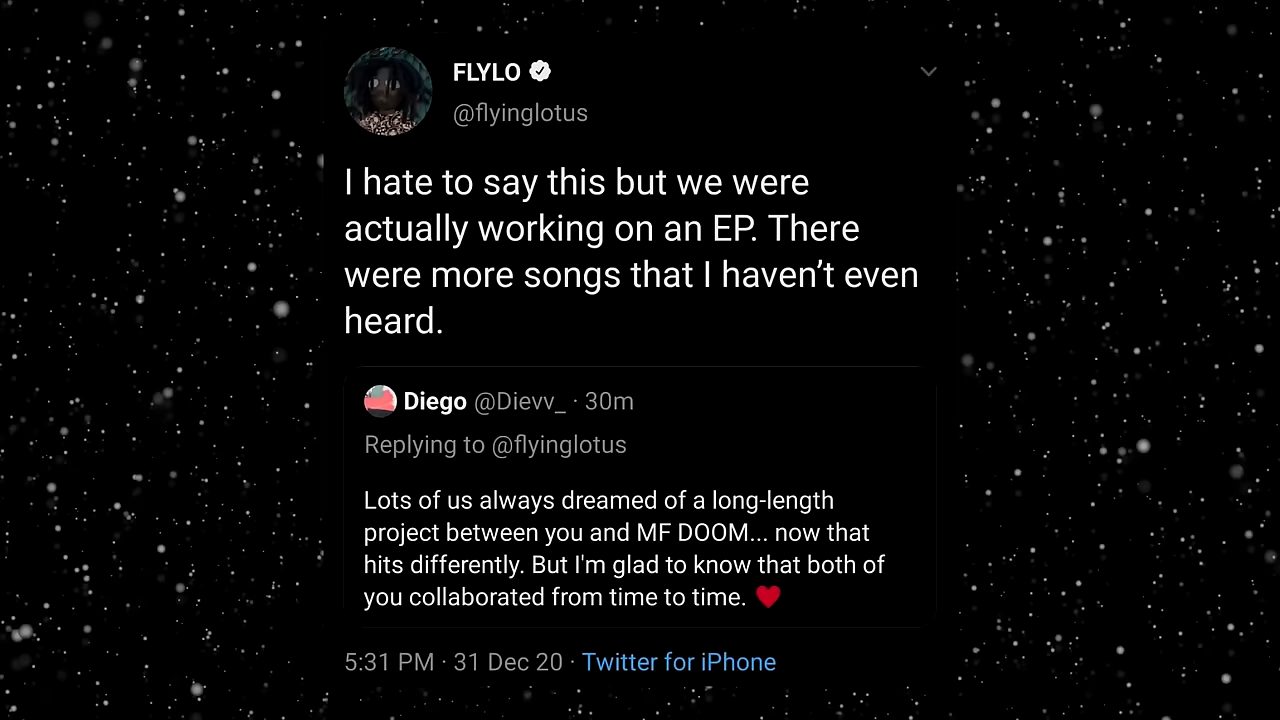 FLYLO
@flyinglotus
I hate to say this but we were
actually working on an EP. There
were more songs that I haven’t even
heard.
Diego @Dievv_ · 30m
Replying to @flyinglotus
Lots of us always dreamed of a long-length
project between you and MF DOOM... now that
hits differently. But I'm glad to know that both of
you collaborated from time to time. ♥
5:31 PM · 31 Dec 20 · Twitter for iPhone